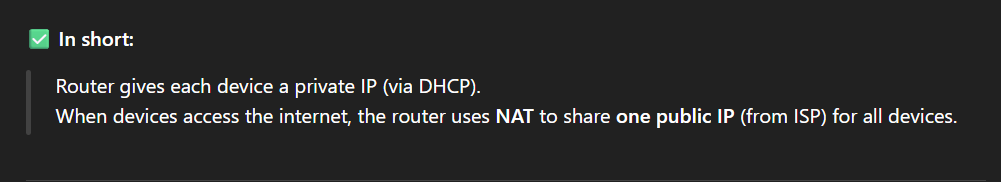 ✅ In short:
Router gives each device a private IP (via DHCP).
When devices access the internet, the router uses NAT to share one public IP (from ISP) for all devices.